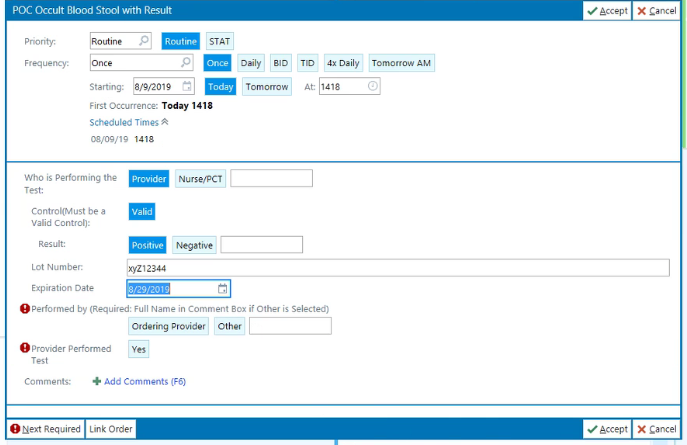 POC Occult Blood Stool with Result Accept Cancel
Priority: Routine Routine STAT
Frequency: Once Once Daily BID TID 4x Daily Tomorrow AM
Starting: 8/9/2019 Today Tomorrow At: 1418
First Occurrence: Today 1418
Scheduled Times
08/09/19 1418
Who is Performing the Provider Nurse/PCT
Test:
Control(Must be a Valid
Valid Control):
Result: Positive Negative
Lot Number: xyZ12344
Expiration Date 8/29/2019
Performed by (Required: Full Name in Comment Box if Other is Selected)
Ordering Provider Other
Provider Performed Yes
Test
Comments: Add Comments (F6)
Next Required Link Order Accept Cancel